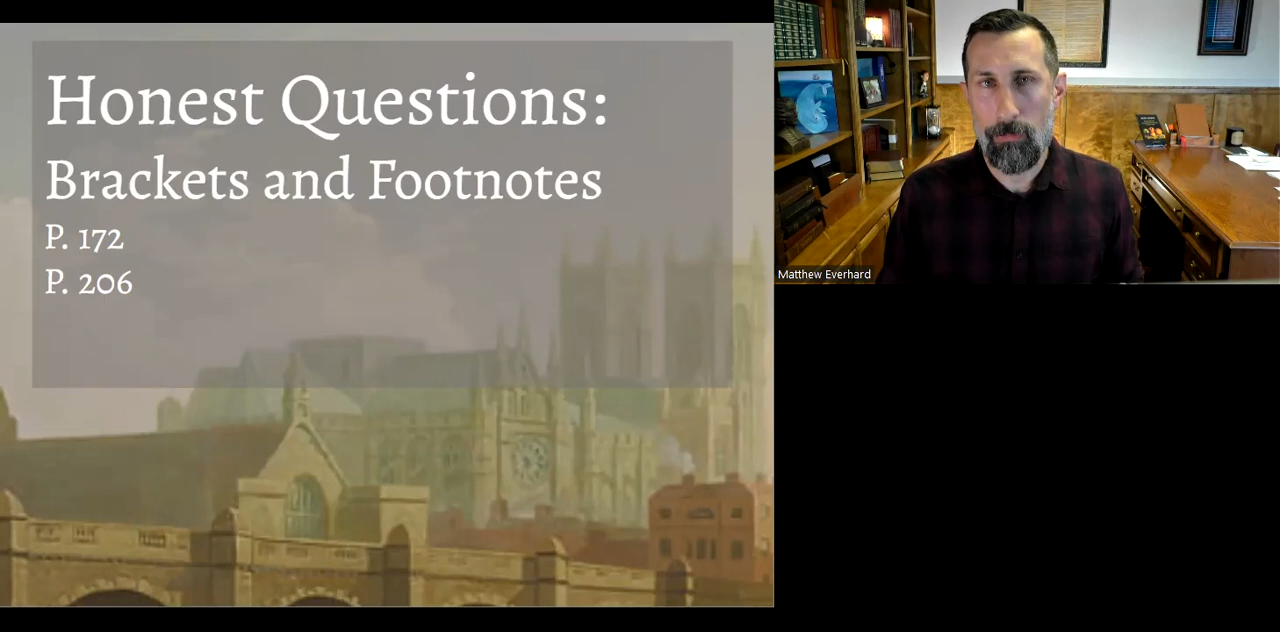 Honest Questions:
Brackets and Footnotes
P. 172
P. 206
Matthew Everhard